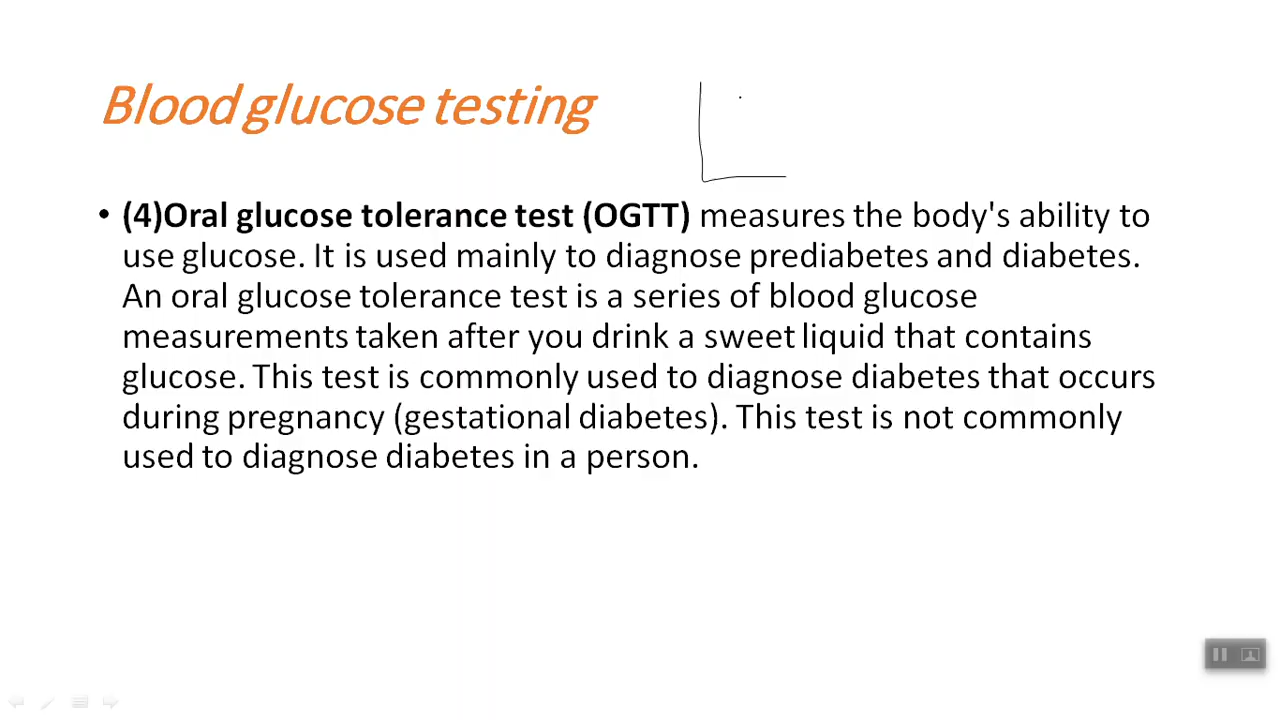 Blood glucose testing
• (4)Oral glucose tolerance test (OGTT) measures the body's ability to
use glucose. It is used mainly to diagnose prediabetes and diabetes.
An oral glucose tolerance test is a series of blood glucose
measurements taken after you drink a sweet liquid that contains
glucose. This test is commonly used to diagnose diabetes that occurs
during pregnancy (gestational diabetes). This test is not commonly
used to diagnose diabetes in a person.